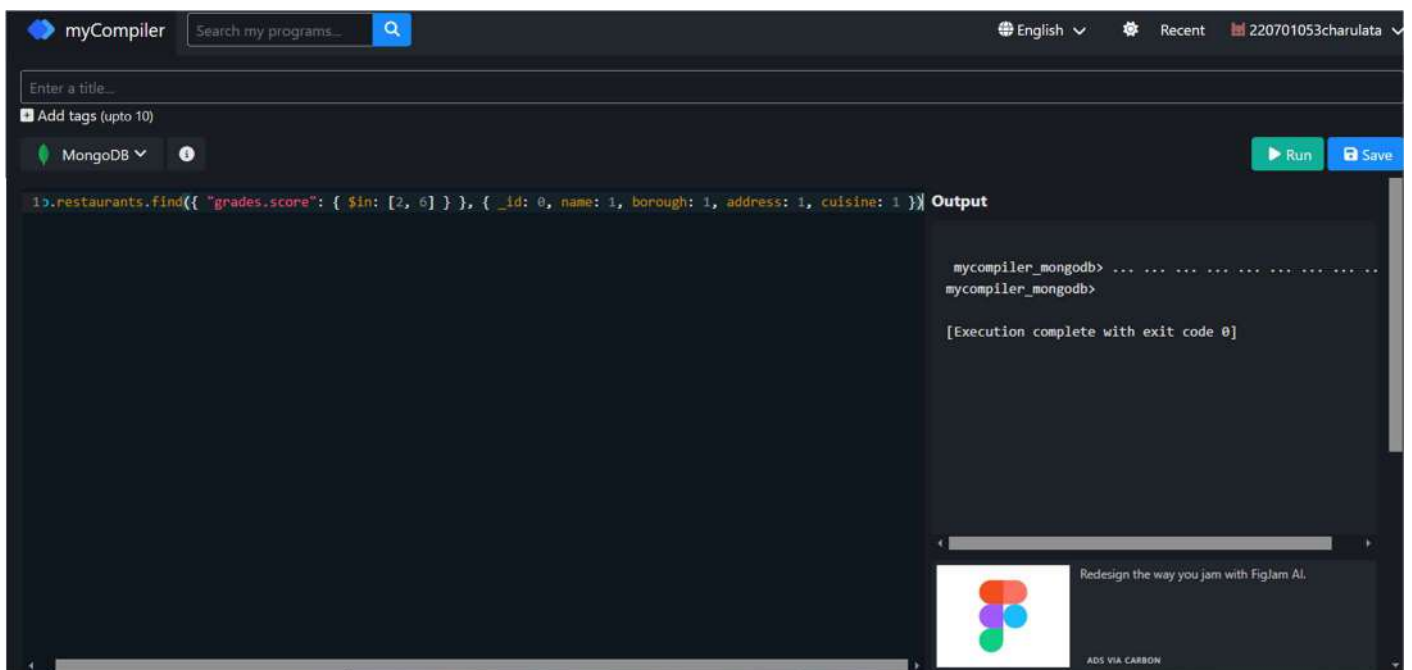 myCompiler
Search my programs...
English
Recent
220701053charulata
Enter a title...
Add tags (upto 10)
MongoDB
Run
Save
1
.restaurants.find({ "grades.score": { $in: [2, 6] } }, { _id: 0, name: 1, borough: 1, address: 1, cuisine: 1 })
Output
mycompiler_mongodb> ... ... ... ... ... ... ... ... ..
mycompiler_mongodb>
[Execution complete with exit code 0]
Redesign the way you jam with FigJam AI.
ADS VIA CARBON